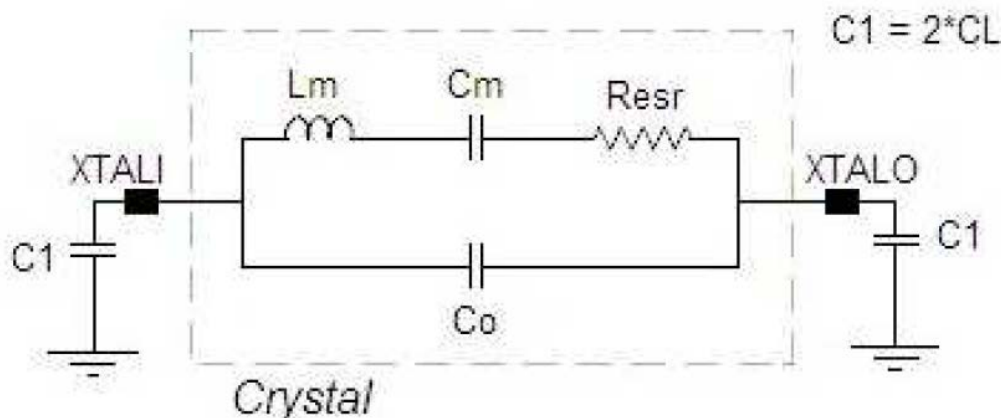 C1 = 2*CL
Lm
Cm
Resr
XTALI
XTALO
C1
C1
Co
Crystal